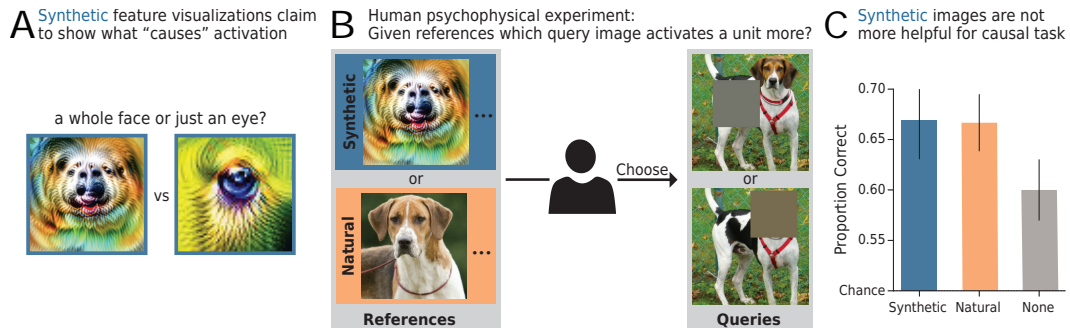 A Synthetic feature visualizations claim
to show what “causes” activation
a whole face or just an eye?
vs
B Human psychophysical experiment:
Given references which query image activates a unit more?
Synthetic
...
or
Natural
...
References
Choose
or
Queries
C Synthetic images are not
more helpful for causal task
Proportion Correct
0.70
0.65
0.60
0.55
Chance
Synthetic Natural None